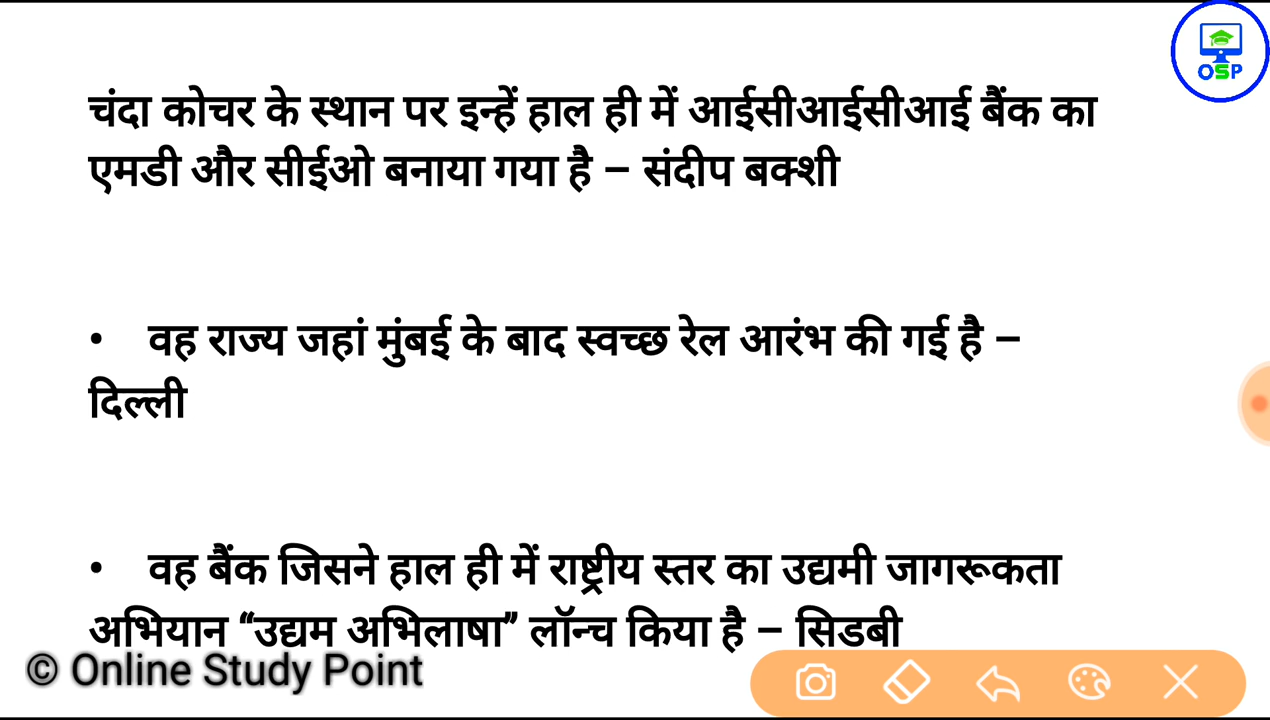 OSP
चंदा कोचर के स्थान पर इन्हें हाल ही में आईसीआईसीआई बैंक का
एमडी और सीईओ बनाया गया है – संदीप बक्शी
• वह राज्य जहां मुंबई के बाद स्वच्छ रेल आरंभ की गई है –
दिल्ली
• वह बैंक जिसने हाल ही में राष्ट्रीय स्तर का उद्यमी जागरूकता
अभियान “उद्यम अभिलाषा” लॉन्च किया है – सिडबी
© Online Study Point